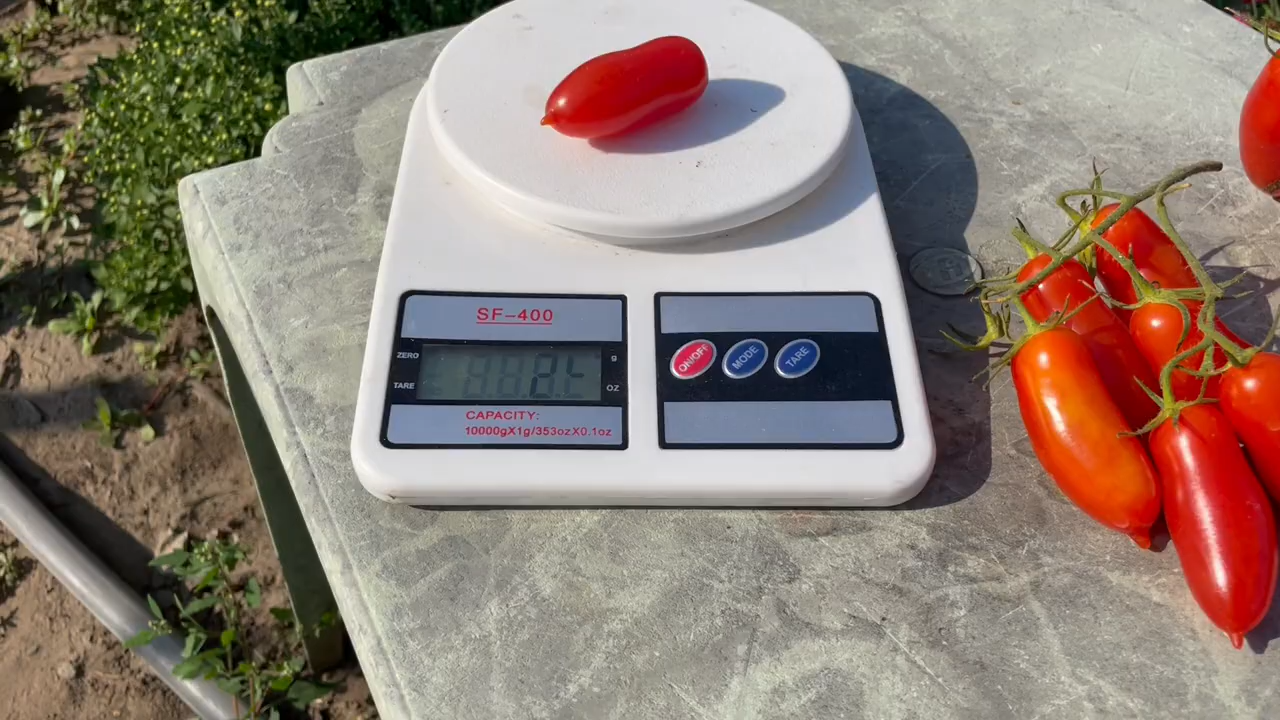 SF-400
ZERO
g
TARE
OZ
CAPACITY:
10000gX1g/353ozX0.1oz
ON/OFF
MODE
TARE